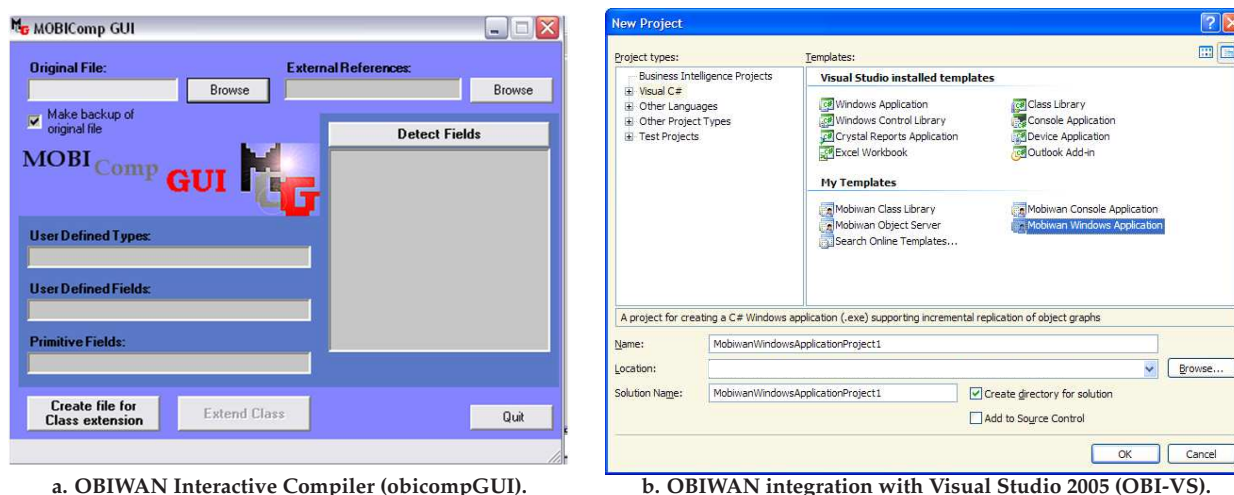 MOBIComp GUI
Original File:
External References:
Browse
Browse
Make backup of
original file
Detect Fields
MOBI Comp GUI
User Defined Types:
User Defined Fields:
Primitive Fields:
Create file for
Class extension
Extend Class
Quit
a. OBIWAN Interactive Compiler (obicompGUI).
New Project
Project types:
Business Intelligence Projects
Visual C#
Other Languages
Other Project Types
Test Projects
Templates:
Visual Studio installed templates
Windows Application
Class Library
Windows Control Library
Console Application
Crystal Reports Application
Device Application
Excel Workbook
Outlook Add-in
My Templates
Mobiwan Class Library
Mobiwan Console Application
Mobiwan Object Server
Mobiwan Windows Application
Search Online Templates...
A project for creating a C# Windows application (.exe) supporting incremental replication of object graphs
Name:
MobiwanWindowsApplicationProject1
Location:
Browse...
Solution Name:
MobiwanWindowsApplicationProject1
Create directory for solution
Add to Source Control
OK
Cancel
b. OBIWAN integration with Visual Studio 2005 (OBI-VS).